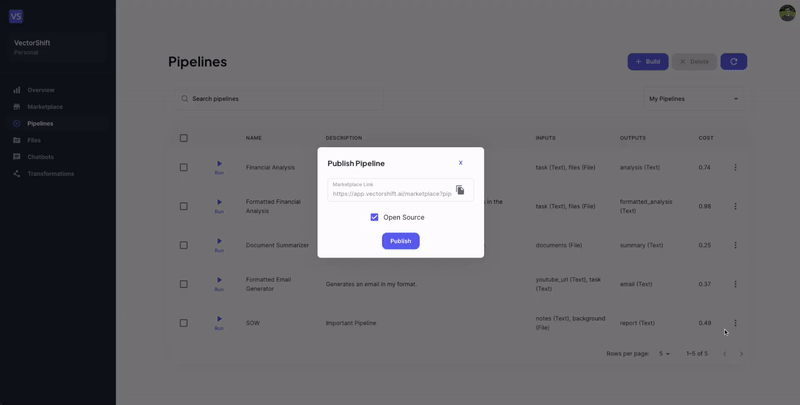 VS
VectorShift
Personal
Overview
Marketplace
Pipelines
Files
Chatbots
Transformations
Pipelines
+ Build
Delete
Search pipelines
My Pipelines
NAME DESCRIPTION INPUTS OUTPUTS COST
Run Financial Analysis task (Text), files (File) analysis (Text) 0.74
Run Formatted Financial Analysis s in the task (Text), files (File) formatted_analysis (Text) 0.98
Run Document Summarizer documents (File) summary (Text) 0.25
Run Formatted Email Generator Generates an email in my format. youtube_url (Text), task (Text) email (Text) 0.37
Run SOW Important Pipeline notes (Text), background (File) report (Text) 0.49
Rows per page: 5 1–5 of 5
Publish Pipeline X
Marketplace Link
https://app.vectorshift.ai/marketplace?pip
Open Source
Publish